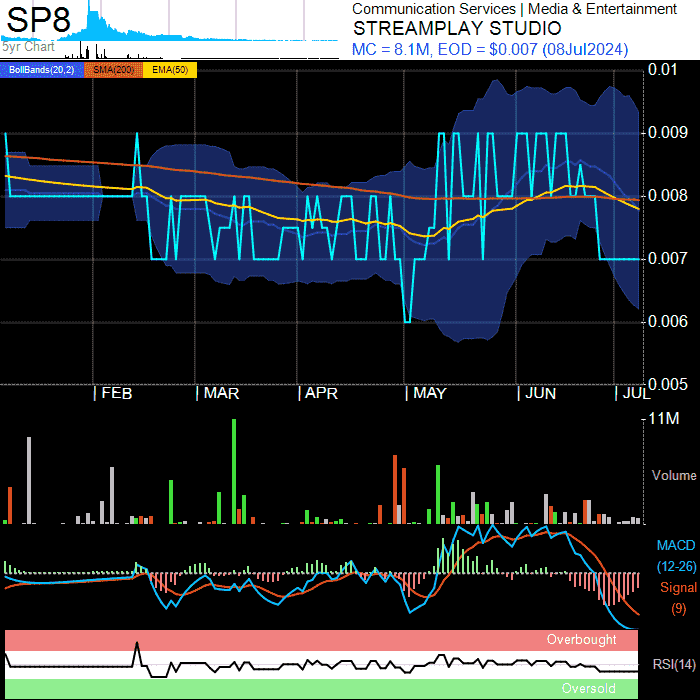 SP8
Communication Services | Media & Entertainment
STREAMPLAY STUDIO
5yr Chart
MC = 8.1M, EOD = $0.007 (08Jul2024)
BollBands(20,2) SMA(200) EMA(50)
0.01
0.009
0.008
0.007
0.006
0.005
| FEB | MAR | APR | MAY | JUN | JUL
11M
Volume
MACD
(12-26)
Signal
(9)
Overbought
RSI(14)
Oversold